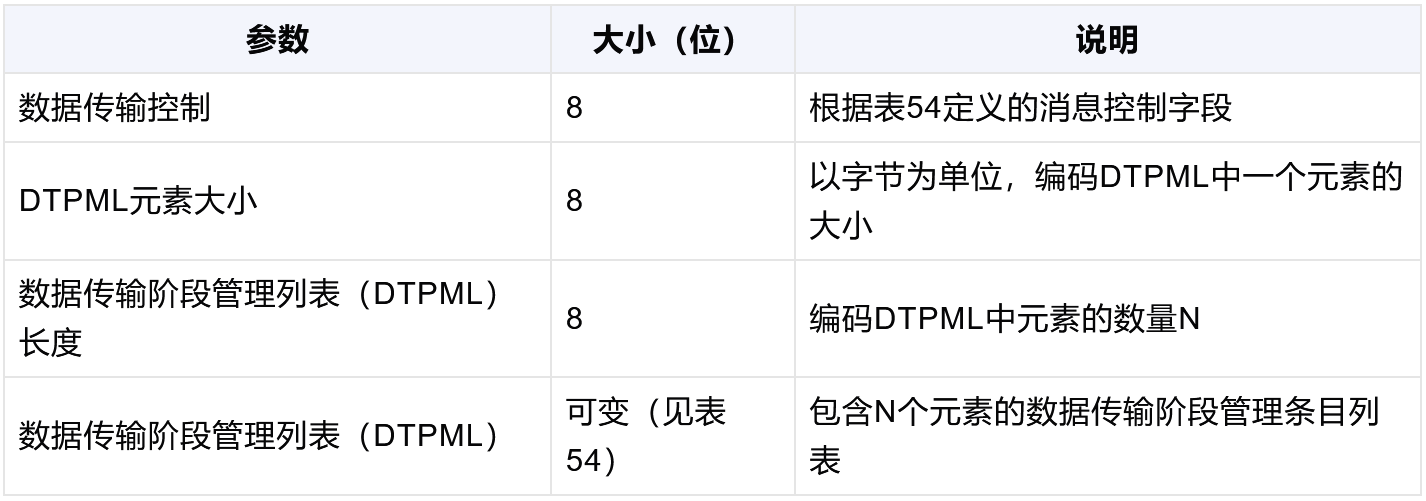 参数 大小（位） 说明
数据传输控制 8 根据表54定义的消息控制字段
DTPML元素大小 8 以字节为单位，编码DTPML中一个元素的
大小
数据传输阶段管理列表（DTPML）
长度 8 编码DTPML中元素的数量N
数据传输阶段管理列表（DTPML） 可变（见表
54） 包含N个元素的数据传输阶段管理条目列
表